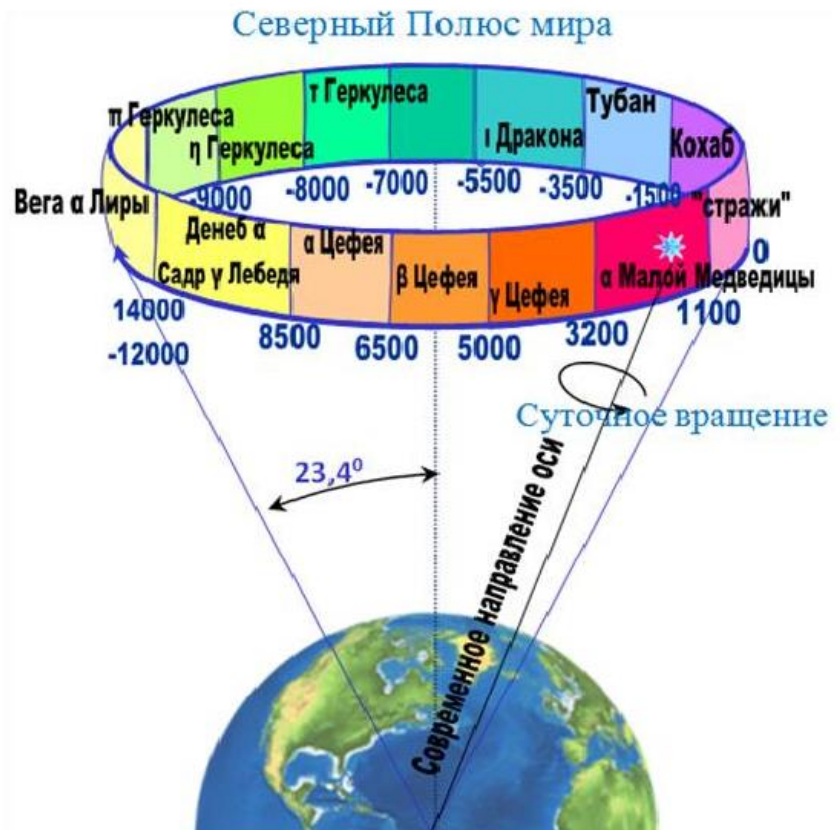 Северный Полюс мира
τ Геркулеса
π Геркулеса
Тубан
η Геркулеса
ι Дракона
Кохаб
-9000 -8000 -7000 -5500 -3500 -1500
Вега α Лиры
"стражи"
Денеб α
α Цефея
0
Садр γ Лебедя
β Цефея
γ Цефея
α Малой Медведицы
14000
8500 6500 5000 3200 1100
-12000
Суточное вращение
23,4⁰
Современное направление оси